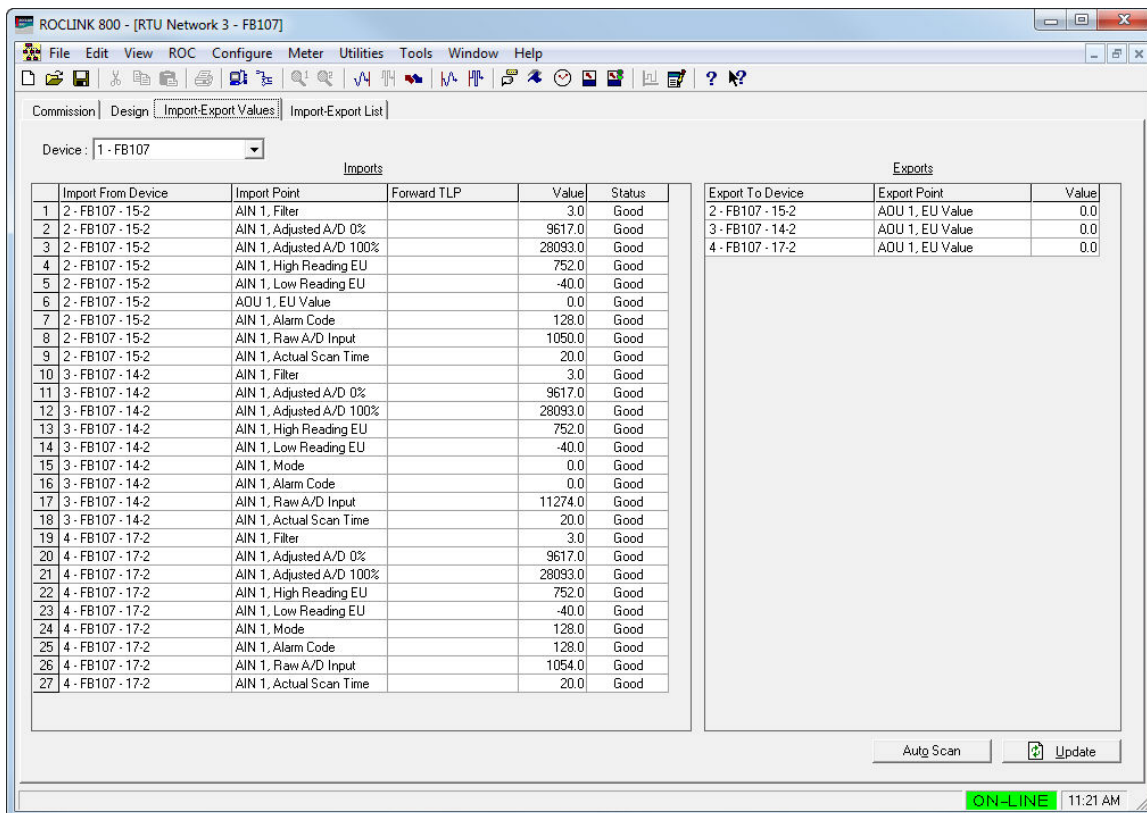 ROCLINK 800 - [RTU Network 3 - FB107]
File Edit View ROC Configure Meter Utilities Tools Window Help
Commission Design Import-Export Values Import-Export List
Device : 1 - FB107
Imports Exports
Import From Device Import Point Forward TLP Value Status Export To Device Export Point Value
1 2 - FB107 - 15-2 AIN 1, Filter 3.0 Good 2 - FB107 - 15-2 AOU 1, EU Value 0.0
2 2 - FB107 - 15-2 AIN 1, Adjusted A/D 0% 9617.0 Good 3 - FB107 - 14-2 AOU 1, EU Value 0.0
3 2 - FB107 - 15-2 AIN 1, Adjusted A/D 100% 28093.0 Good 4 - FB107 - 17-2 AOU 1, EU Value 0.0
4 2 - FB107 - 15-2 AIN 1, High Reading EU 752.0 Good
5 2 - FB107 - 15-2 AIN 1, Low Reading EU -40.0 Good
6 2 - FB107 - 15-2 AOU 1, EU Value 0.0 Good
7 2 - FB107 - 15-2 AIN 1, Alarm Code 128.0 Good
8 2 - FB107 - 15-2 AIN 1, Raw A/D Input 1050.0 Good
9 2 - FB107 - 15-2 AIN 1, Actual Scan Time 20.0 Good
10 3 - FB107 - 14-2 AIN 1, Filter 3.0 Good
11 3 - FB107 - 14-2 AIN 1, Adjusted A/D 0% 9617.0 Good
12 3 - FB107 - 14-2 AIN 1, Adjusted A/D 100% 28093.0 Good
13 3 - FB107 - 14-2 AIN 1, High Reading EU 752.0 Good
14 3 - FB107 - 14-2 AIN 1, Low Reading EU -40.0 Good
15 3 - FB107 - 14-2 AIN 1, Mode 0.0 Good
16 3 - FB107 - 14-2 AIN 1, Alarm Code 0.0 Good
17 3 - FB107 - 14-2 AIN 1, Raw A/D Input 11274.0 Good
18 3 - FB107 - 14-2 AIN 1, Actual Scan Time 20.0 Good
19 4 - FB107 - 17-2 AIN 1, Filter 3.0 Good
20 4 - FB107 - 17-2 AIN 1, Adjusted A/D 0% 9617.0 Good
21 4 - FB107 - 17-2 AIN 1, Adjusted A/D 100% 28093.0 Good
22 4 - FB107 - 17-2 AIN 1, High Reading EU 752.0 Good
23 4 - FB107 - 17-2 AIN 1, Low Reading EU -40.0 Good
24 4 - FB107 - 17-2 AIN 1, Mode 128.0 Good
25 4 - FB107 - 17-2 AIN 1, Alarm Code 128.0 Good
26 4 - FB107 - 17-2 AIN 1, Raw A/D Input 1054.0 Good
27 4 - FB107 - 17-2 AIN 1, Actual Scan Time 20.0 Good
Auto Scan Update
ON-LINE 11:21 AM